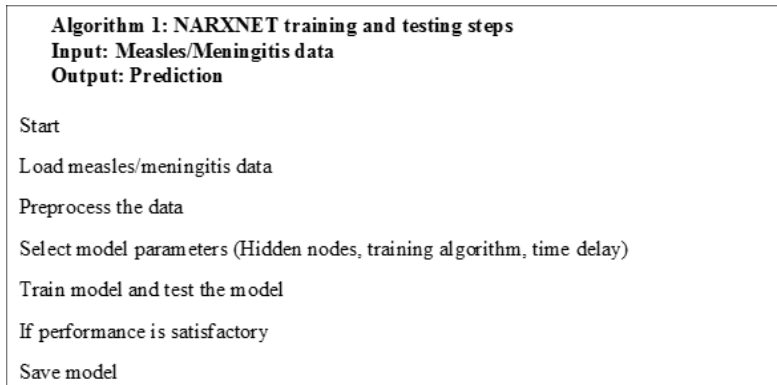 Algorithm 1: NARXNET training and testing steps
Input: Measles/Meningitis data
Output: Prediction
Start
Load measles/meningitis data
Preprocess the data
Select model parameters (Hidden nodes, training algorithm, time delay)
Train model and test the model
If performance is satisfactory
Save model